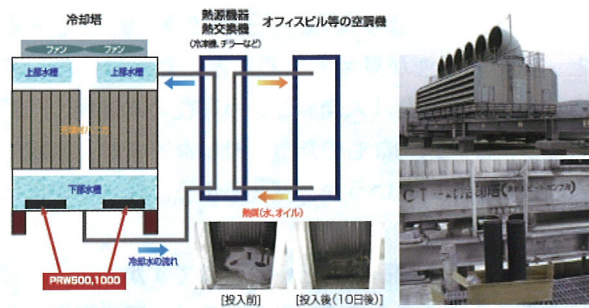 冷却塔
ファン
ファン
上部水槽
上部水槽
下部水槽
PRW500,1000
冷却水の流れ
熱源機器
熱交換機
(冷凍機、チラーなど)
オフィスビル等の空調機
熱媒(水、オイル)
[投入前]
[投入後(10日後)]